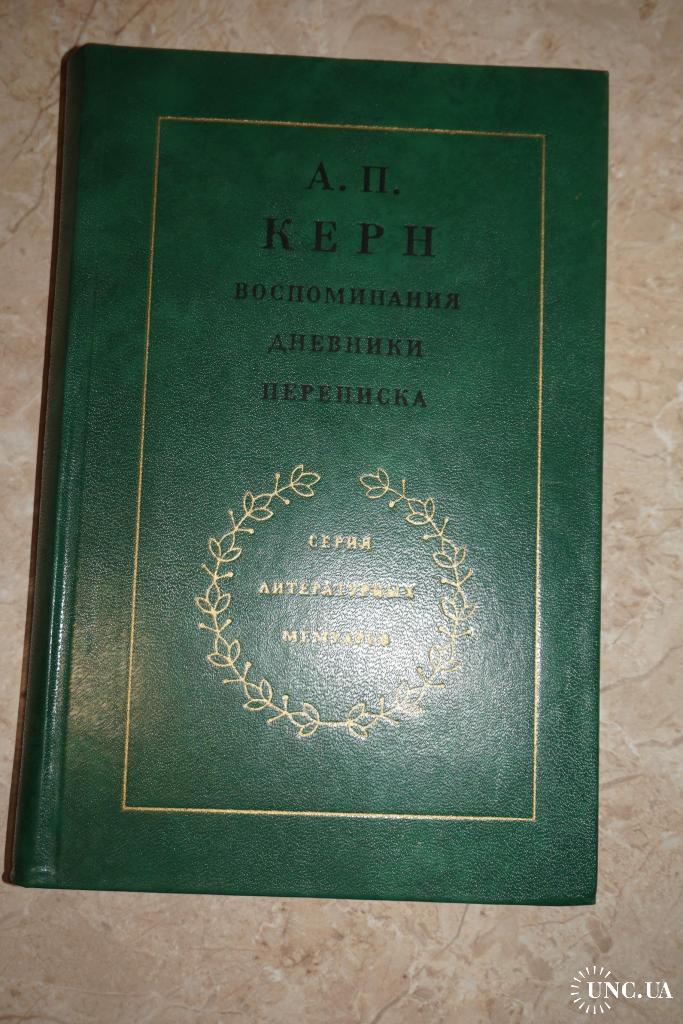 А. П.
КЕРН
ВОСПОМИНАНИЯ
ДНЕВНИКИ
ПЕРЕПИСКА
СЕРИЯ
ЛИТЕРАТУРНЫХ
МЕМУАРОВ
UNC.UA